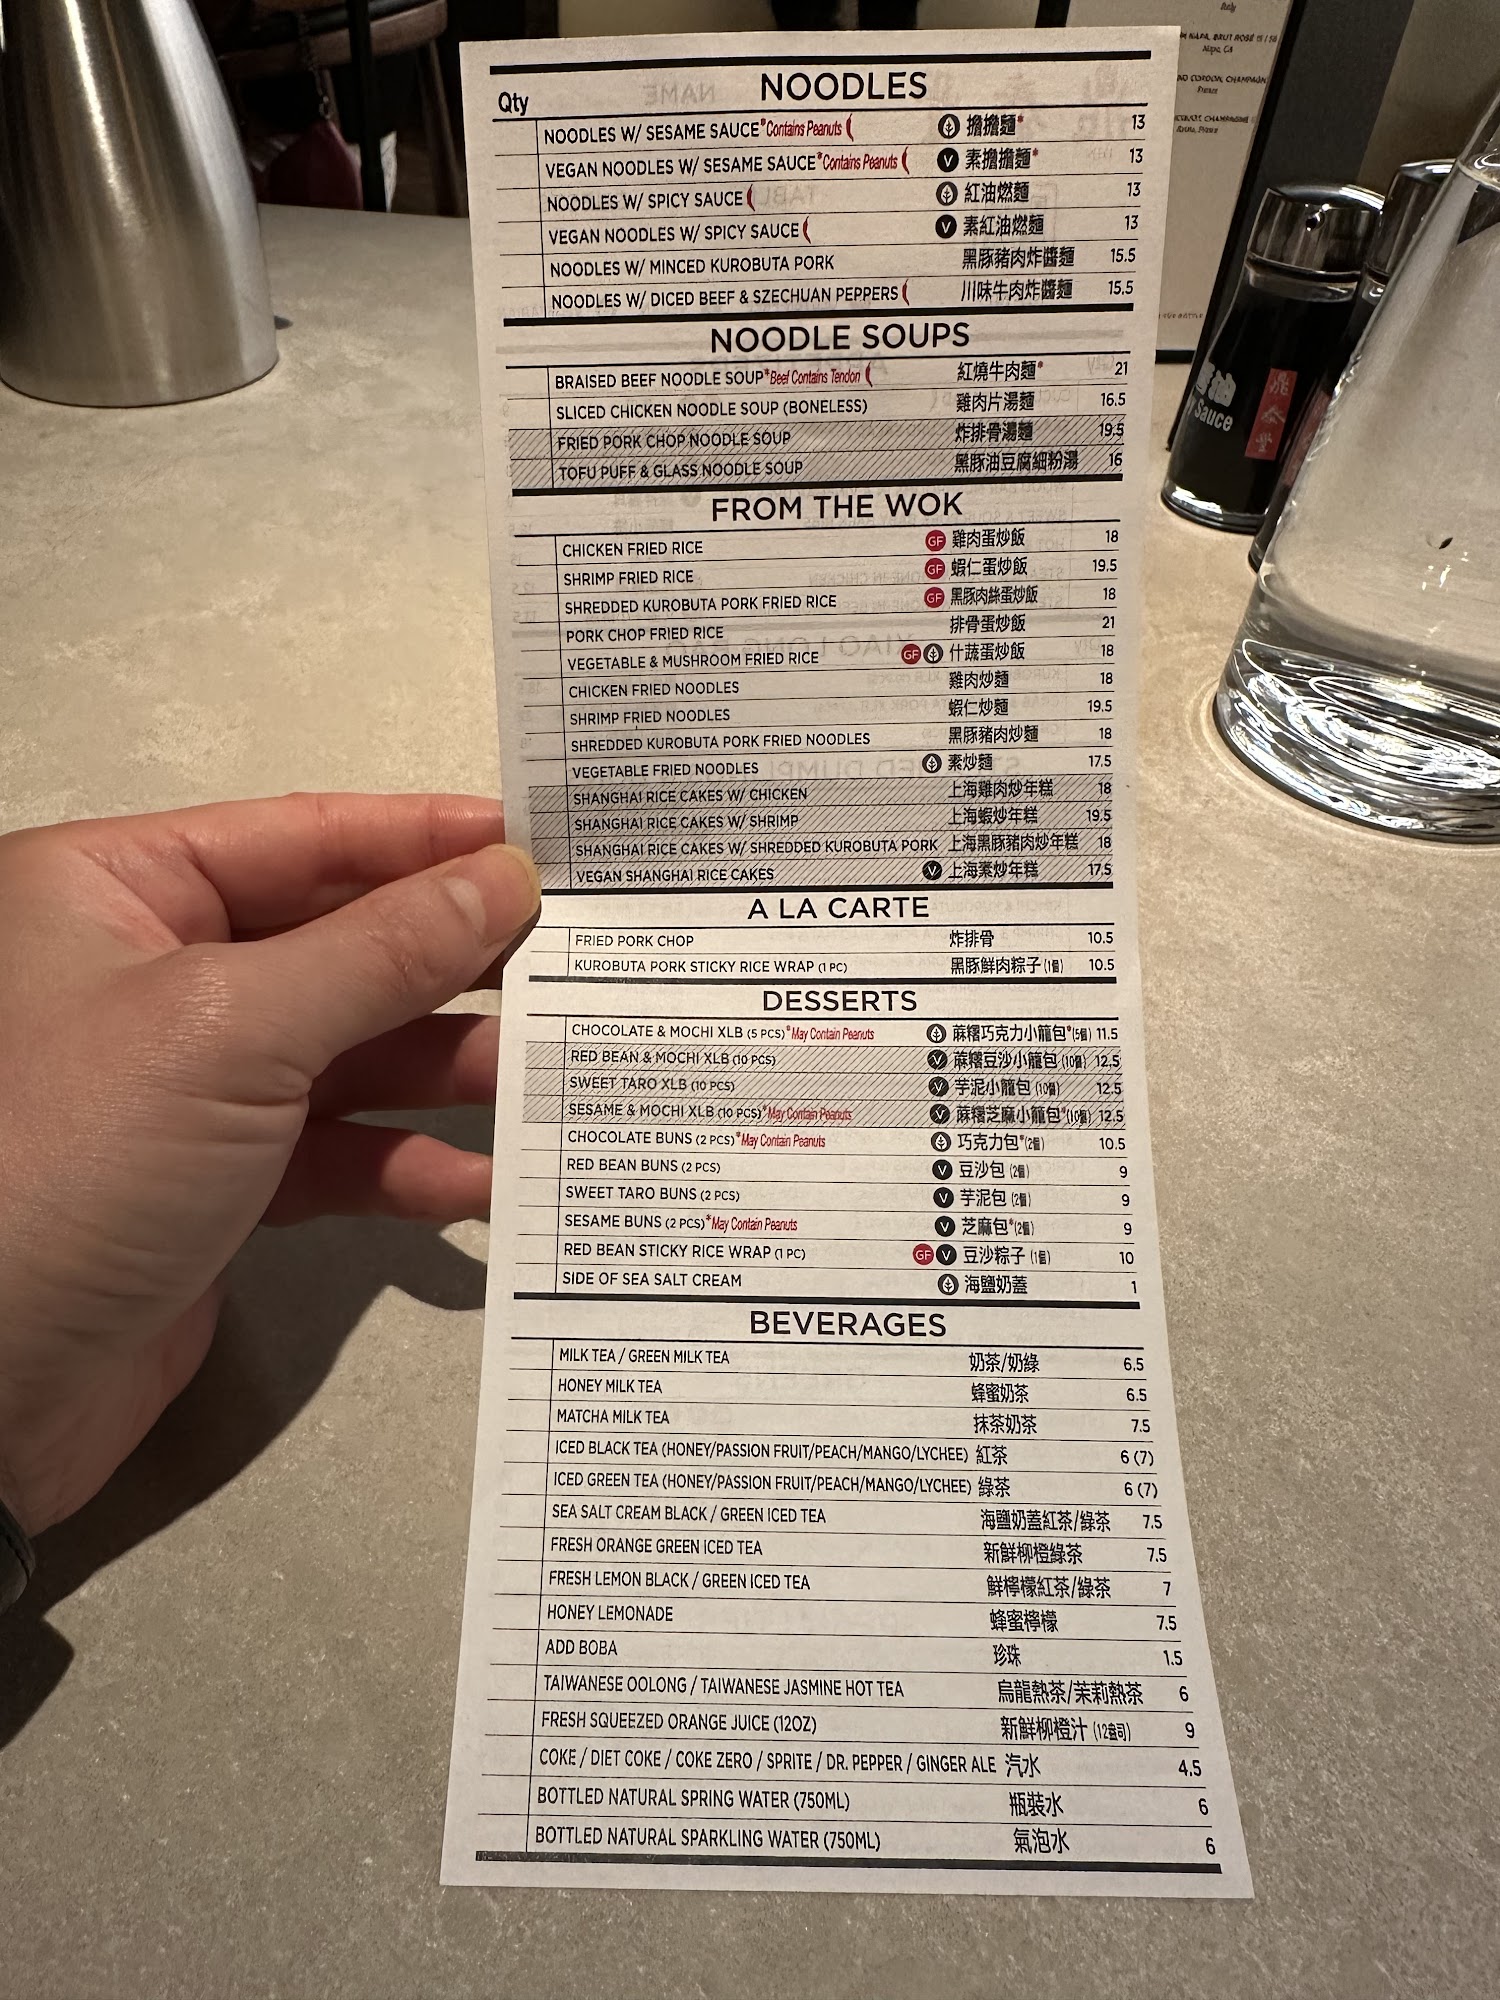 NOODLES
Qty
NOODLES W/ SESAME SAUCE*Contains Peanuts 擔擔麵* 13
VEGAN NOODLES W/ SESAME SAUCE*Contains Peanuts V 素擔擔麵* 13
NOODLES W/ SPICY SAUCE 紅油燃麵 13
VEGAN NOODLES W/ SPICY SAUCE V 素紅油燃麵 13
NOODLES W/ MINCED KUROBUTA PORK 黑豚豬肉炸醬麵 15.5
NOODLES W/ DICED BEEF & SZECHUAN PEPPERS 川味牛肉炸醬麵 15.5
NOODLE SOUPS
BRAISED BEEF NOODLE SOUP*Beef Contains Tendon 紅燒牛肉麵* 21
SLICED CHICKEN NOODLE SOUP (BONELESS) 雞肉片湯麵 16.5
FRIED PORK CHOP NOODLE SOUP 炸排骨湯麵 19.5
TOFU PUFF & GLASS NOODLE SOUP 黑豚油豆腐細粉湯 16
FROM THE WOK
CHICKEN FRIED RICE GF 雞肉蛋炒飯 18
SHRIMP FRIED RICE GF 蝦仁蛋炒飯 19.5
SHREDDED KUROBUTA PORK FRIED RICE GF 黑豚肉絲蛋炒飯 18
PORK CHOP FRIED RICE 排骨蛋炒飯 21
VEGETABLE & MUSHROOM FRIED RICE GF 什蔬蛋炒飯 18
CHICKEN FRIED NOODLES 雞肉炒麵 18
SHRIMP FRIED NOODLES 蝦仁炒麵 19.5
SHREDDED KUROBUTA PORK FRIED NOODLES 黑豚豬肉炒麵 18
VEGETABLE FRIED NOODLES 素炒麵 17.5
SHANGHAI RICE CAKES W/ CHICKEN 上海雞肉炒年糕 18
SHANGHAI RICE CAKES W/ SHRIMP 上海蝦炒年糕 19.5
SHANGHAI RICE CAKES W/ SHREDDED KUROBUTA PORK 上海黑豚豬肉炒年糕 18
VEGAN SHANGHAI RICE CAKES V 上海素炒年糕 17.5
A LA CARTE
FRIED PORK CHOP 炸排骨 10.5
KUROBUTA PORK STICKY RICE WRAP (1 PC) 黑豚鮮肉粽子 (1個) 10.5
DESSERTS
CHOCOLATE & MOCHI XLB (5 PCS)*May Contain Peanuts 蔴糬巧克力小籠包*(5個) 11.5
RED BEAN & MOCHI XLB (10 PCS) V 蔴糬豆沙小籠包 (10個) 12.5
SWEET TARO XLB (10 PCS) V 芋泥小籠包 (10個) 12.5
SESAME & MOCHI XLB (10 PCS)*May Contain Peanuts V 蔴糬芝麻小籠包*(10個) 12.5
CHOCOLATE BUNS (2 PCS)*May Contain Peanuts 巧克力包*(2個) 10.5
RED BEAN BUNS (2 PCS) V 豆沙包 (2個) 9
SWEET TARO BUNS (2 PCS) V 芋泥包 (2個) 9
SESAME BUNS (2 PCS)*May Contain Peanuts V 芝麻包*(2個) 9
RED BEAN STICKY RICE WRAP (1 PC) GF V 豆沙粽子 (1個) 10
SIDE OF SEA SALT CREAM 海鹽奶蓋 1
BEVERAGES
MILK TEA / GREEN MILK TEA 奶茶/奶綠 6.5
HONEY MILK TEA 蜂蜜奶茶 6.5
MATCHA MILK TEA 抹茶奶茶 7.5
ICED BLACK TEA (HONEY/PASSION FRUIT/PEACH/MANGO/LYCHEE) 紅茶 6 (7)
ICED GREEN TEA (HONEY/PASSION FRUIT/PEACH/MANGO/LYCHEE) 綠茶 6 (7)
SEA SALT CREAM BLACK / GREEN ICED TEA 海鹽奶蓋紅茶/綠茶 7.5
FRESH ORANGE GREEN ICED TEA 新鮮柳橙綠茶 7.5
FRESH LEMON BLACK / GREEN ICED TEA 鮮檸檬紅茶/綠茶 7
HONEY LEMONADE 蜂蜜檸檬 7.5
ADD BOBA 珍珠 1.5
TAIWANESE OOLONG / TAIWANESE JASMINE HOT TEA 烏龍熱茶/茉莉熱茶 6
FRESH SQUEEZED ORANGE JUICE (12OZ) 新鮮柳橙汁 (12盎司) 9
COKE / DIET COKE / COKE ZERO / SPRITE / DR. PEPPER / GINGER ALE 汽水 4.5
BOTTLED NATURAL SPRING WATER (750ML) 瓶裝水 6
BOTTLED NATURAL SPARKLING WATER (750ML) 氣泡水 6
NAPA, BRUT ROSÉ
Napa, CA
CORDON, CHAMPAGN
France
CHAMPAGNE
油
Sauce